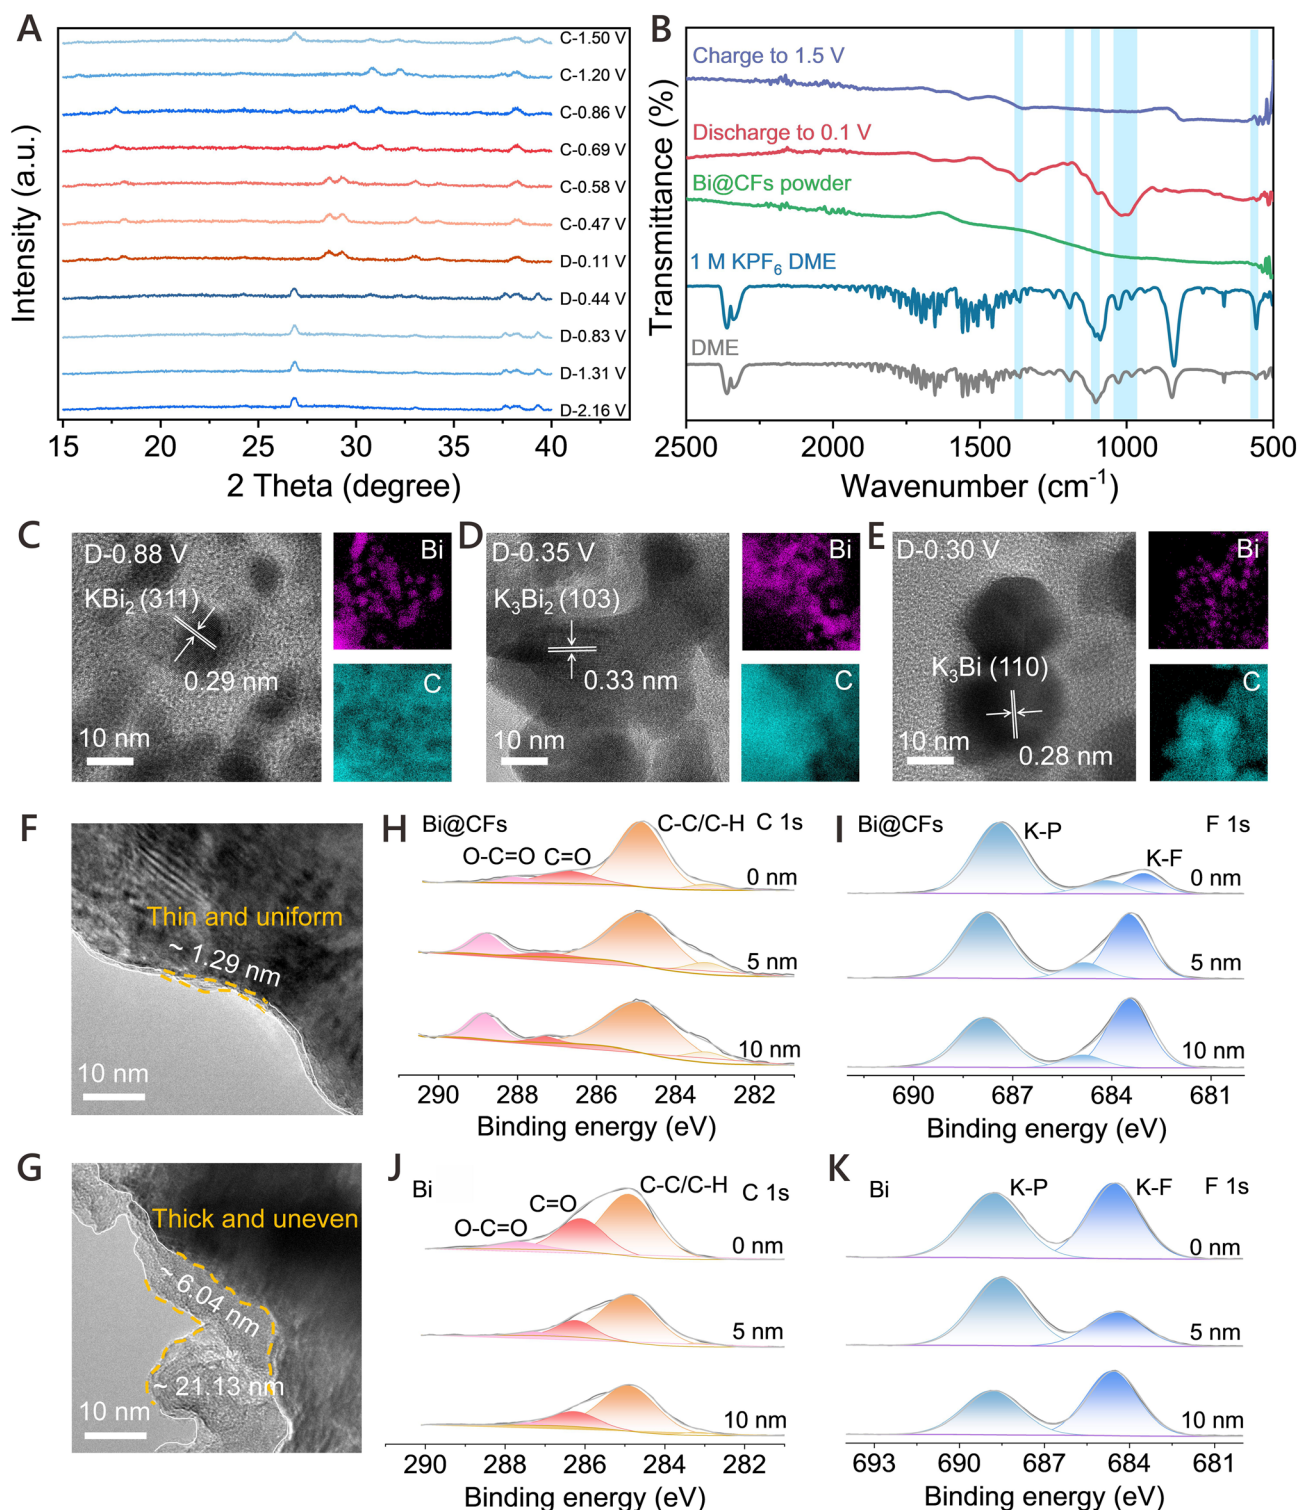 A
C-1.50 V
C-1.20 V
C-0.86 V
C-0.69 V
C-0.58 V
C-0.47 V
D-0.11 V
D-0.44 V
D-0.83 V
D-1.31 V
D-2.16 V
Intensity (a.u.)
15 20 25 30 35 40
2 Theta (degree)
B
Charge to 1.5 V
Discharge to 0.1 V
Bi@CFs powder
1 M KPF6 DME
DME
Transmittance (%)
2500 2000 1500 1000 500
Wavenumber (cm-1)
C
D-0.88 V
KBi2 (311)
0.29 nm
10 nm
Bi
C
D
D-0.35 V
K3Bi2 (103)
0.33 nm
10 nm
Bi
C
E
D-0.30 V
K3Bi (110)
0.28 nm
10 nm
Bi
C
F
Thin and uniform
~ 1.29 nm
10 nm
G
Thick and uneven
~ 6.04 nm
~ 21.13 nm
10 nm
H
Bi@CFs
C-C/C-H
C 1s
O-C=O
C=O
0 nm
5 nm
10 nm
290 288 286 284 282
Binding energy (eV)
I
Bi@CFs
K-P
F 1s
K-F
0 nm
5 nm
10 nm
690 687 684 681
Binding energy (eV)
J
Bi
C-C/C-H
C 1s
C=O
O-C=O
0 nm
5 nm
10 nm
290 288 286 284 282
Binding energy (eV)
K
Bi
K-P
K-F
F 1s
0 nm
5 nm
10 nm
693 690 687 684 681
Binding energy (eV)